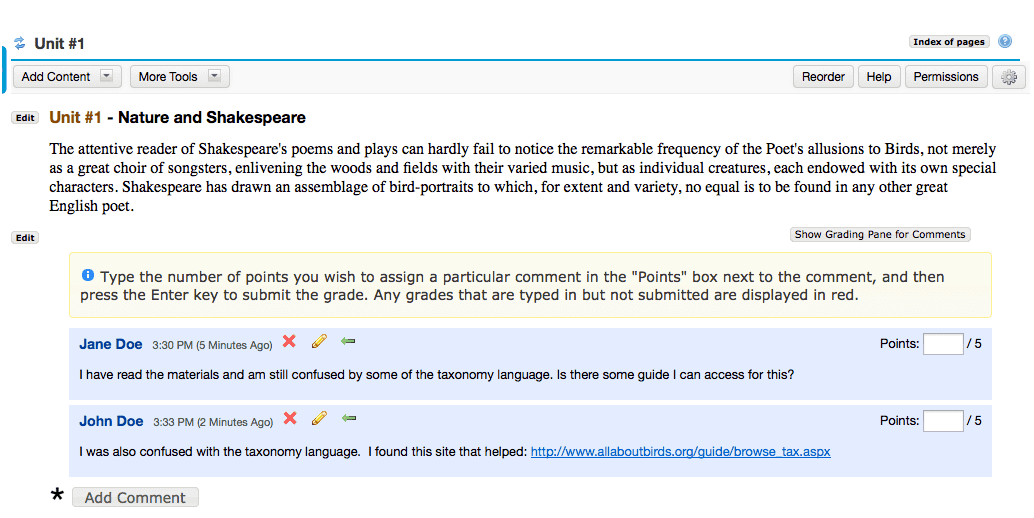 Unit #1
Index of pages
Add Content
More Tools
Reorder
Help
Permissions
Edit
Unit #1 - Nature and Shakespeare
The attentive reader of Shakespeare's poems and plays can hardly fail to notice the remarkable frequency of the Poet's allusions to Birds, not merely
as a great choir of songsters, enlivening the woods and fields with their varied music, but as individual creatures, each endowed with its own special
characters. Shakespeare has drawn an assemblage of bird-portraits to which, for extent and variety, no equal is to be found in any other great
English poet.
Edit
Show Grading Pane for Comments
Type the number of points you wish to assign a particular comment in the "Points" box next to the comment, and then
press the Enter key to submit the grade. Any grades that are typed in but not submitted are displayed in red.
Jane Doe 3:30 PM (5 Minutes Ago) Points: / 5
I have read the materials and am still confused by some of the taxonomy language. Is there some guide I can access for this?
John Doe 3:33 PM (2 Minutes Ago) Points: / 5
I was also confused with the taxonomy language. I found this site that helped: http://www.allaboutbirds.org/guide/browse_tax.aspx
* Add Comment